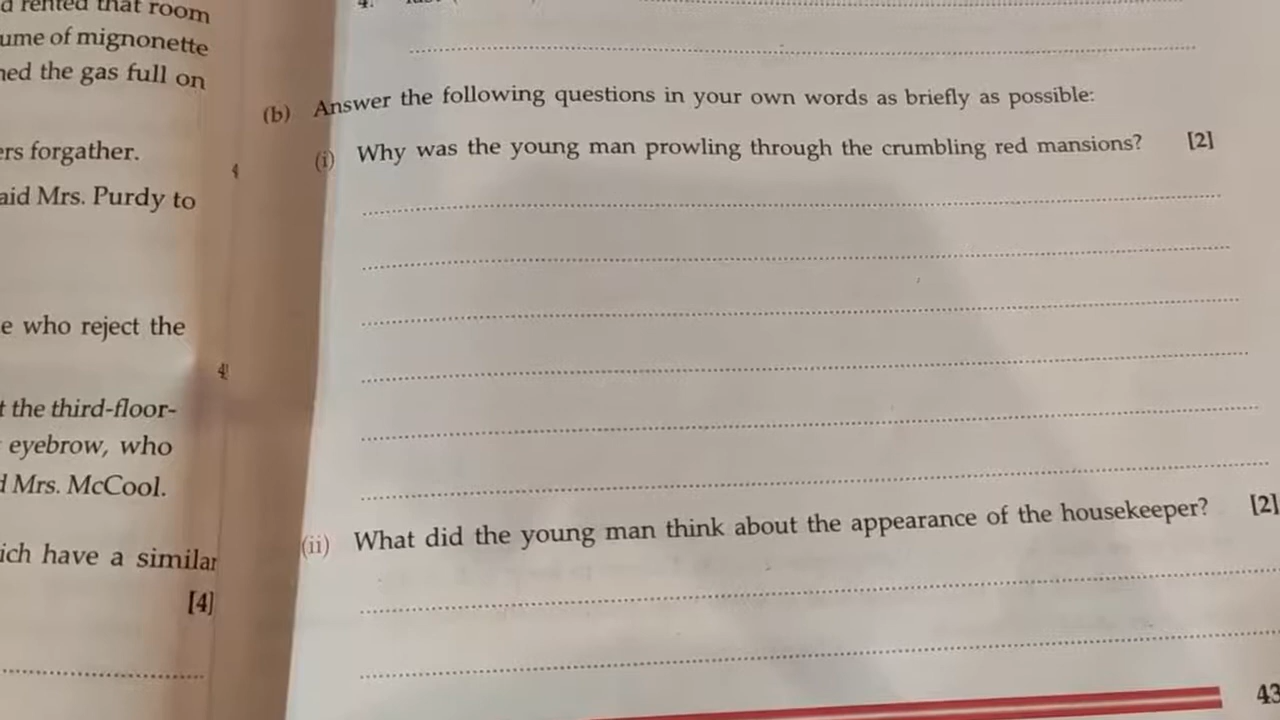 d rented that room
ume of mignonette
ned the gas full on
ers forgather.
aid Mrs. Purdy to
e who reject the
t the third-floor-
eyebrow, who
d Mrs. McCool.
ich have a similar
[4]
4.
(b) Answer the following questions in your own words as briefly as possible:
(i) Why was the young man prowling through the crumbling red mansions? [2]
(ii) What did the young man think about the appearance of the housekeeper? [2]
43